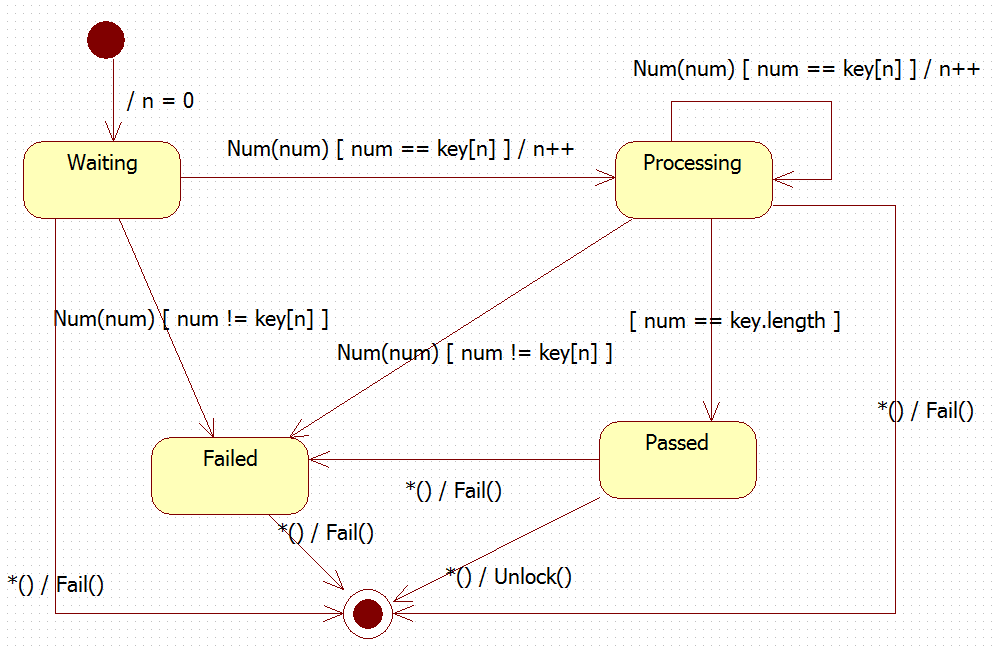 Num(num) [ num == key[n] ] / n++
/ n = 0
Num(num) [ num == key[n] ] / n++
Waiting
Processing
Num(num) [ num != key[n] ]
[ num == key.length ]
Num(num) [ num != key[n] ]
*() / Fail()
Failed
Passed
*() / Fail()
*() / Fail()
*() / Unlock()
*() / Fail()